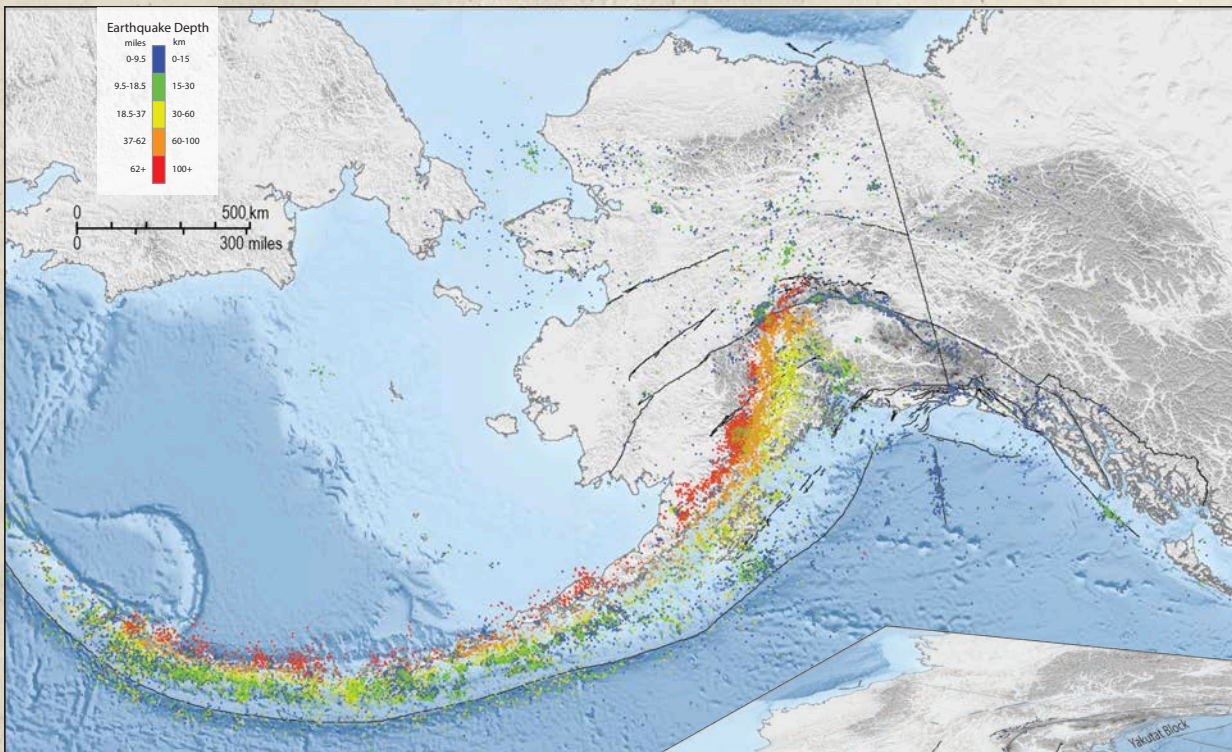 Earthquake Depth
miles km
0-9.5 0-15
9.5-18.5 15-30
18.5-37 30-60
37-62 60-100
62+ 100+
0 500 km
0 300 miles
Yakutat Block